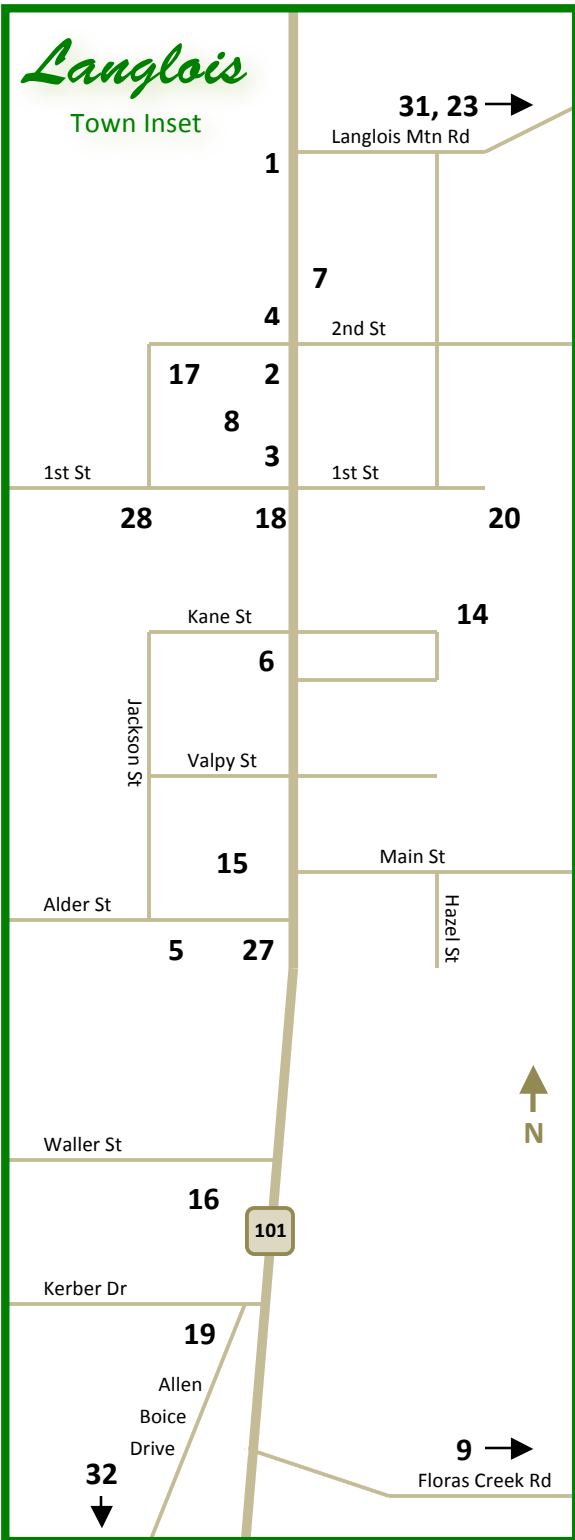 Langlois
Town Inset
31, 23
Langlois Mtn Rd
1
7
4
2nd St
17 2
8
3
1st St 1st St
28 18 20
14
Kane St
6
Jackson St
Valpy St
15
Main St
Alder St
Hazel St
5 27
N
Waller St
16
101
Kerber Dr
19
Allen
Boice
Drive
9
32
Floras Creek Rd